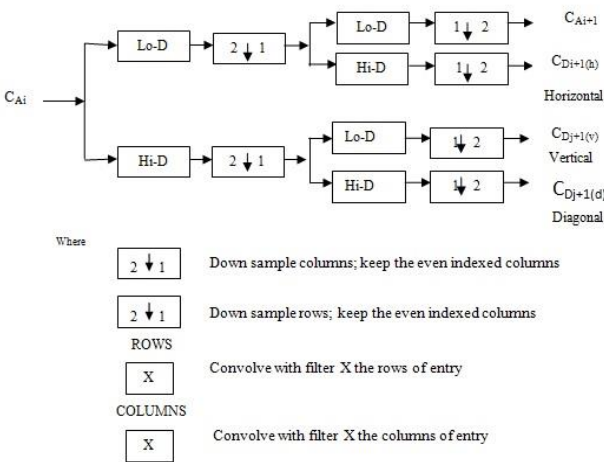 Lo-D 2 1 Lo-D 1 2 CAi+1
Hi-D 1 2 CDi+1(h)
Horizontal
CAi
Hi-D 2 1 Lo-D 1 2 CDj+1(v)
Vertical
Hi-D 1 2 CDj+1(d)
Diagonal
Where
2 1 Down sample columns; keep the even indexed columns
2 1 Down sample rows; keep the even indexed columns
ROWS
X Convolve with filter X the rows of entry
COLUMNS
X Convolve with filter X the columns of entry